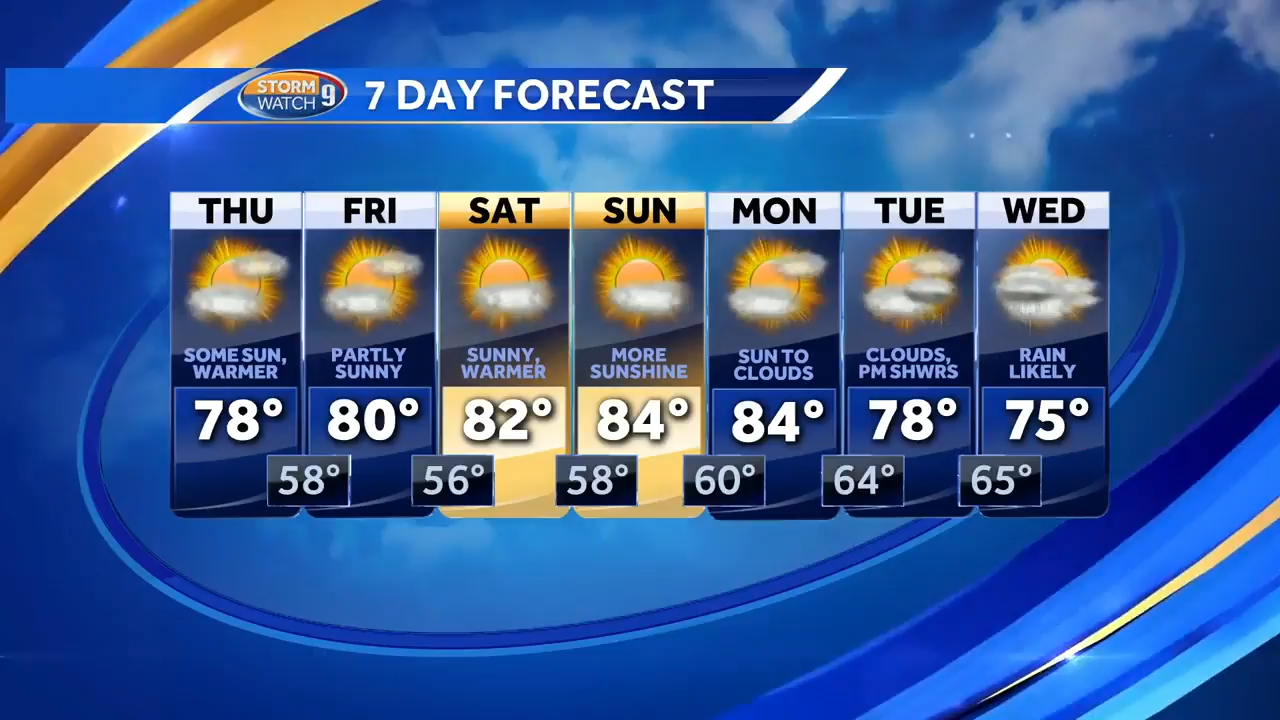 STORM
WATCH 9
7 DAY FORECAST
THU
FRI
SAT
SUN
MON
TUE
WED
SOME SUN,
WARMER
PARTLY
SUNNY
SUNNY,
WARMER
MORE
SUNSHINE
SUN TO
CLOUDS
CLOUDS,
PM SHWRS
RAIN
LIKELY
78°
80°
82°
84°
84°
78°
75°
58°
56°
58°
60°
64°
65°